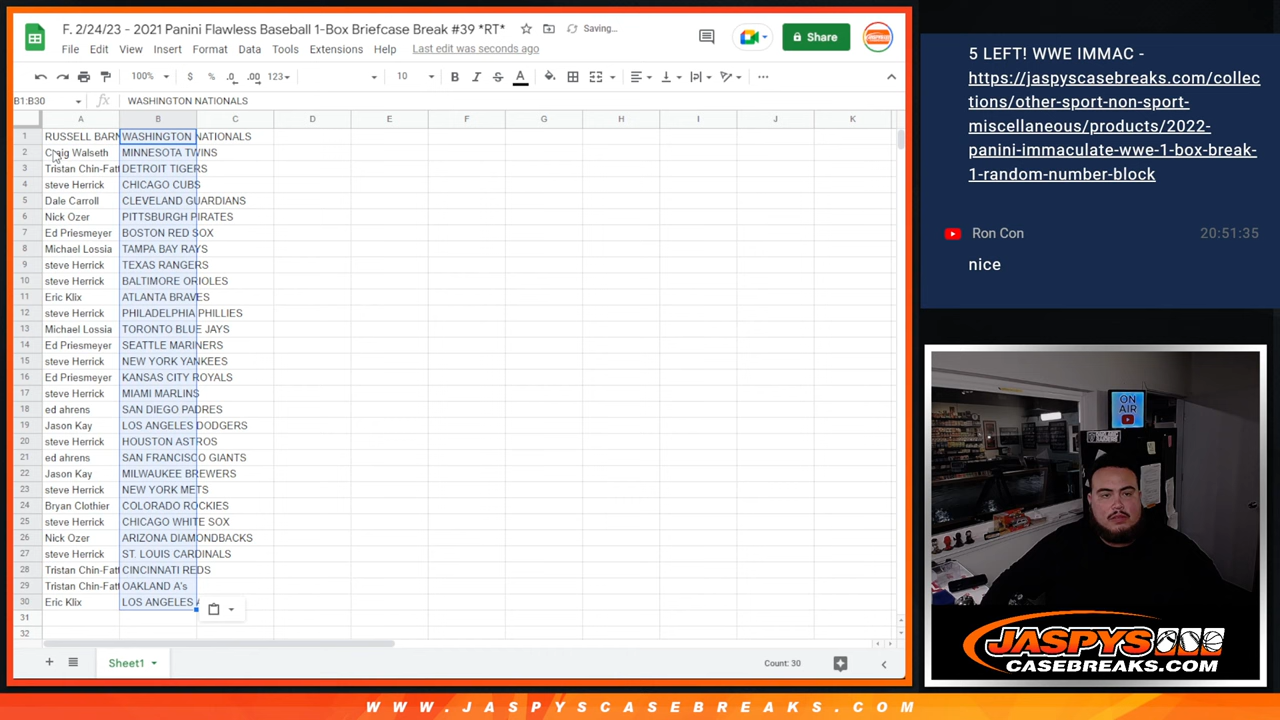 F. 2/24/23 - 2021 Panini Flawless Baseball 1-Box Briefcase Break #39 *RT*
Saving...
Share
File Edit View Insert Format Data Tools Extensions Help Last edit was seconds ago
100% $ % .0 .00 123 10 B I S A
B1:B30 fx WASHINGTON NATIONALS
A B C D E F G H I J K
1 RUSSELL BARN WASHINGTON NATIONALS
2 Craig Walseth MINNESOTA TWINS
3 Tristan Chin-Fatt DETROIT TIGERS
4 steve Herrick CHICAGO CUBS
5 Dale Carroll CLEVELAND GUARDIANS
6 Nick Ozer PITTSBURGH PIRATES
7 Ed Priesmeyer BOSTON RED SOX
8 Michael Lossia TAMPA BAY RAYS
9 steve Herrick TEXAS RANGERS
10 steve Herrick BALTIMORE ORIOLES
11 Eric Klix ATLANTA BRAVES
12 steve Herrick PHILADELPHIA PHILLIES
13 Michael Lossia TORONTO BLUE JAYS
14 Ed Priesmeyer SEATTLE MARINERS
15 steve Herrick NEW YORK YANKEES
16 Ed Priesmeyer KANSAS CITY ROYALS
17 steve Herrick MIAMI MARLINS
18 ed ahrens SAN DIEGO PADRES
19 Jason Kay LOS ANGELES DODGERS
20 steve Herrick HOUSTON ASTROS
21 ed ahrens SAN FRANCISCO GIANTS
22 Jason Kay MILWAUKEE BREWERS
23 steve Herrick NEW YORK METS
24 Bryan Clothier COLORADO ROCKIES
25 steve Herrick CHICAGO WHITE SOX
26 Nick Ozer ARIZONA DIAMONDBACKS
27 steve Herrick ST. LOUIS CARDINALS
28 Tristan Chin-Fatt CINCINNATI REDS
29 Tristan Chin-Fatt OAKLAND A's
30 Eric Klix LOS ANGELES
31
32
Sheet1
Count: 30
5 LEFT! WWE IMMAC -
https://jaspyscasebreaks.com/collec
tions/other-sport-non-sport-
miscellaneous/products/2022-
panini-immaculate-wwe-1-box-break-
1-random-number-block
Ron Con 20:51:35
nice
ON
AIR
JASPYS
CASEBREAKS.COM
WWW.JASPYSCASEBREAKS.COM